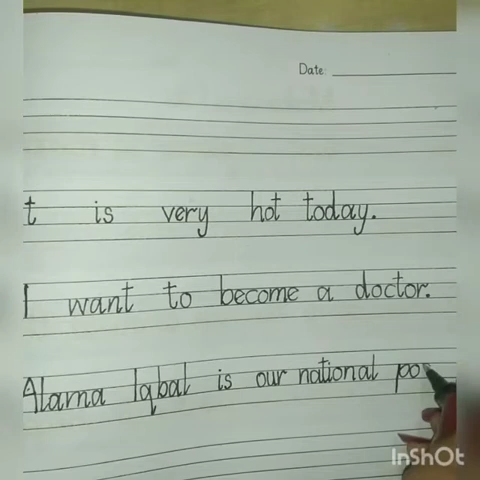 Date:
t is very hot today.
I want to become a doctor.
Alama Iqbal is our national po
InShOt